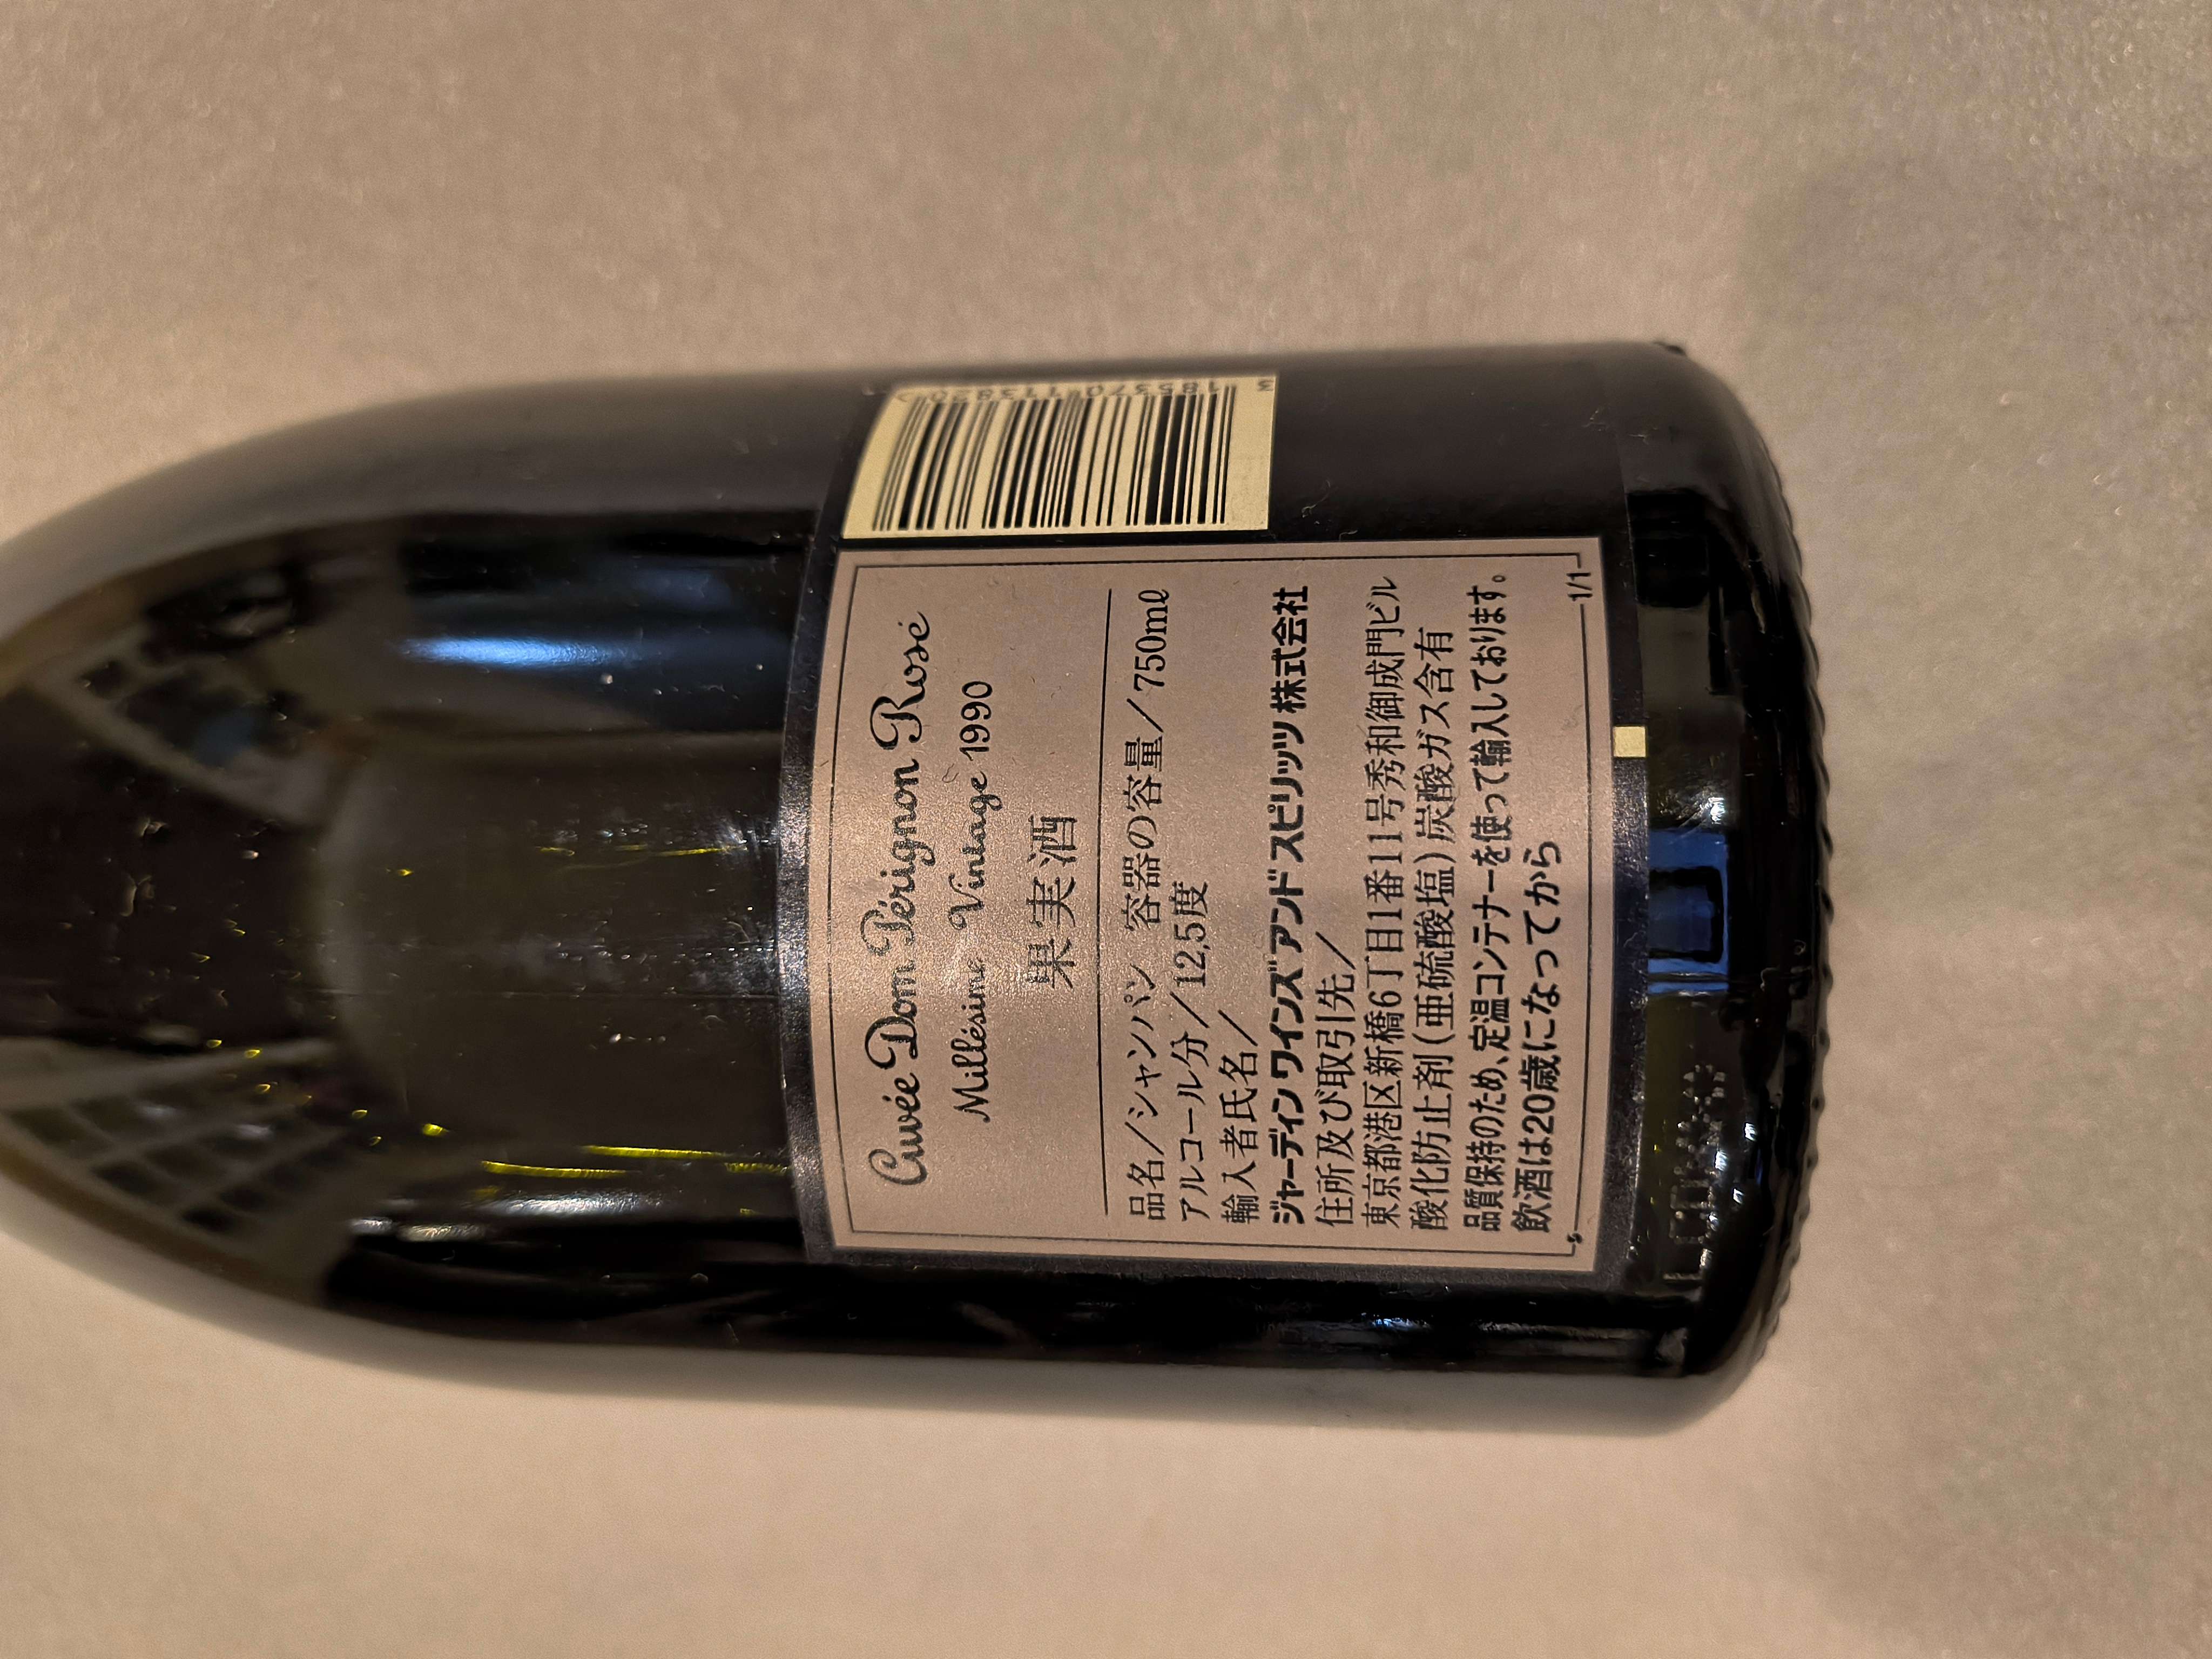 Cuvée Dom Pérignon Rosé
Millésime Vintage 1990
果実酒
品名／シャンパン 容器の容量／750ml
アルコール分／12,5度
輸入者氏名／
ジャーディン ワインズ アンド スピリッツ 株式会社
住所及び取引先／
東京都港区新橋6丁目1番11号秀和御成門ビル
酸化防止剤(亜硫酸塩)炭酸ガス含有
品質保持のため、定温コンテナーを使って輸入しております。
飲酒は20歳になってから
1/1